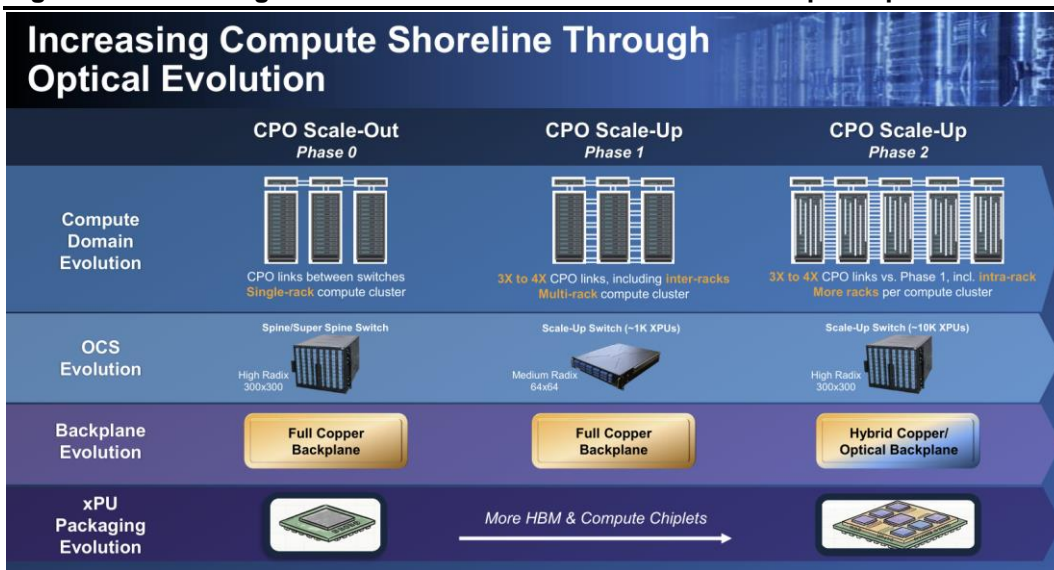 Increasing Compute Shoreline Through
Optical Evolution
CPO Scale-Out
Phase 0
CPO Scale-Up
Phase 1
CPO Scale-Up
Phase 2
Compute
Domain
Evolution
CPO links between switches
Single-rack compute cluster
3X to 4X CPO links, including inter-racks
Multi-rack compute cluster
3X to 4X CPO links vs. Phase 1, incl. intra-rack
More racks per compute cluster
OCS
Evolution
Spine/Super Spine Switch
High Radix
300x300
Scale-Up Switch (~1K XPUs)
Medium Radix
64x64
Scale-Up Switch (~10K XPUs)
High Radix
300x300
Backplane
Evolution
Full Copper
Backplane
Full Copper
Backplane
Hybrid Copper/
Optical Backplane
xPU
Packaging
Evolution
More HBM & Compute Chiplets